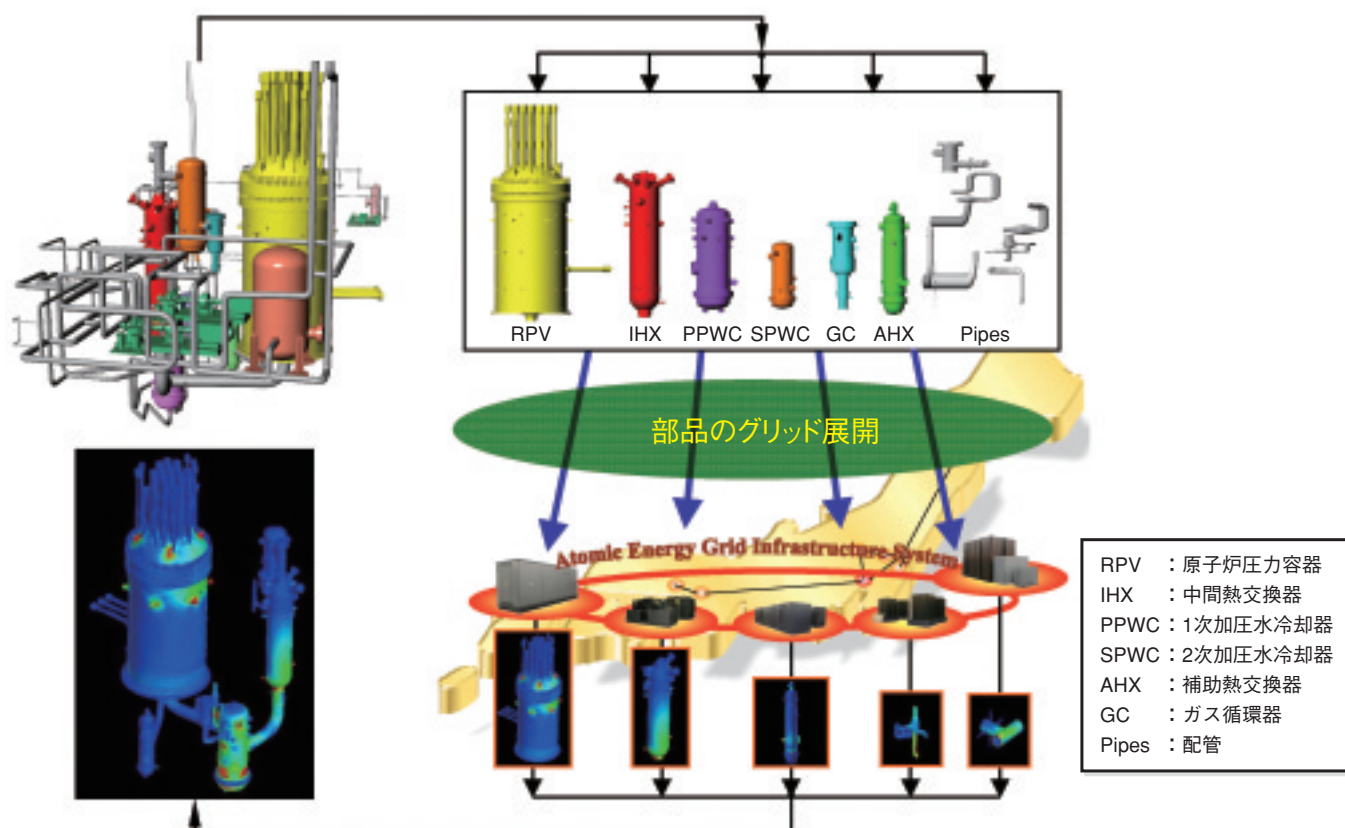 RPV IHX PPWC SPWC GC AHX Pipes
部品のグリッド展開
Atomic Energy Grid Infrastructure System
RPV ：原子炉圧力容器
IHX ：中間熱交換器
PPWC：1次加圧水冷却器
SPWC：2次加圧水冷却器
AHX ：補助熱交換器
GC ：ガス循環器
Pipes ：配管